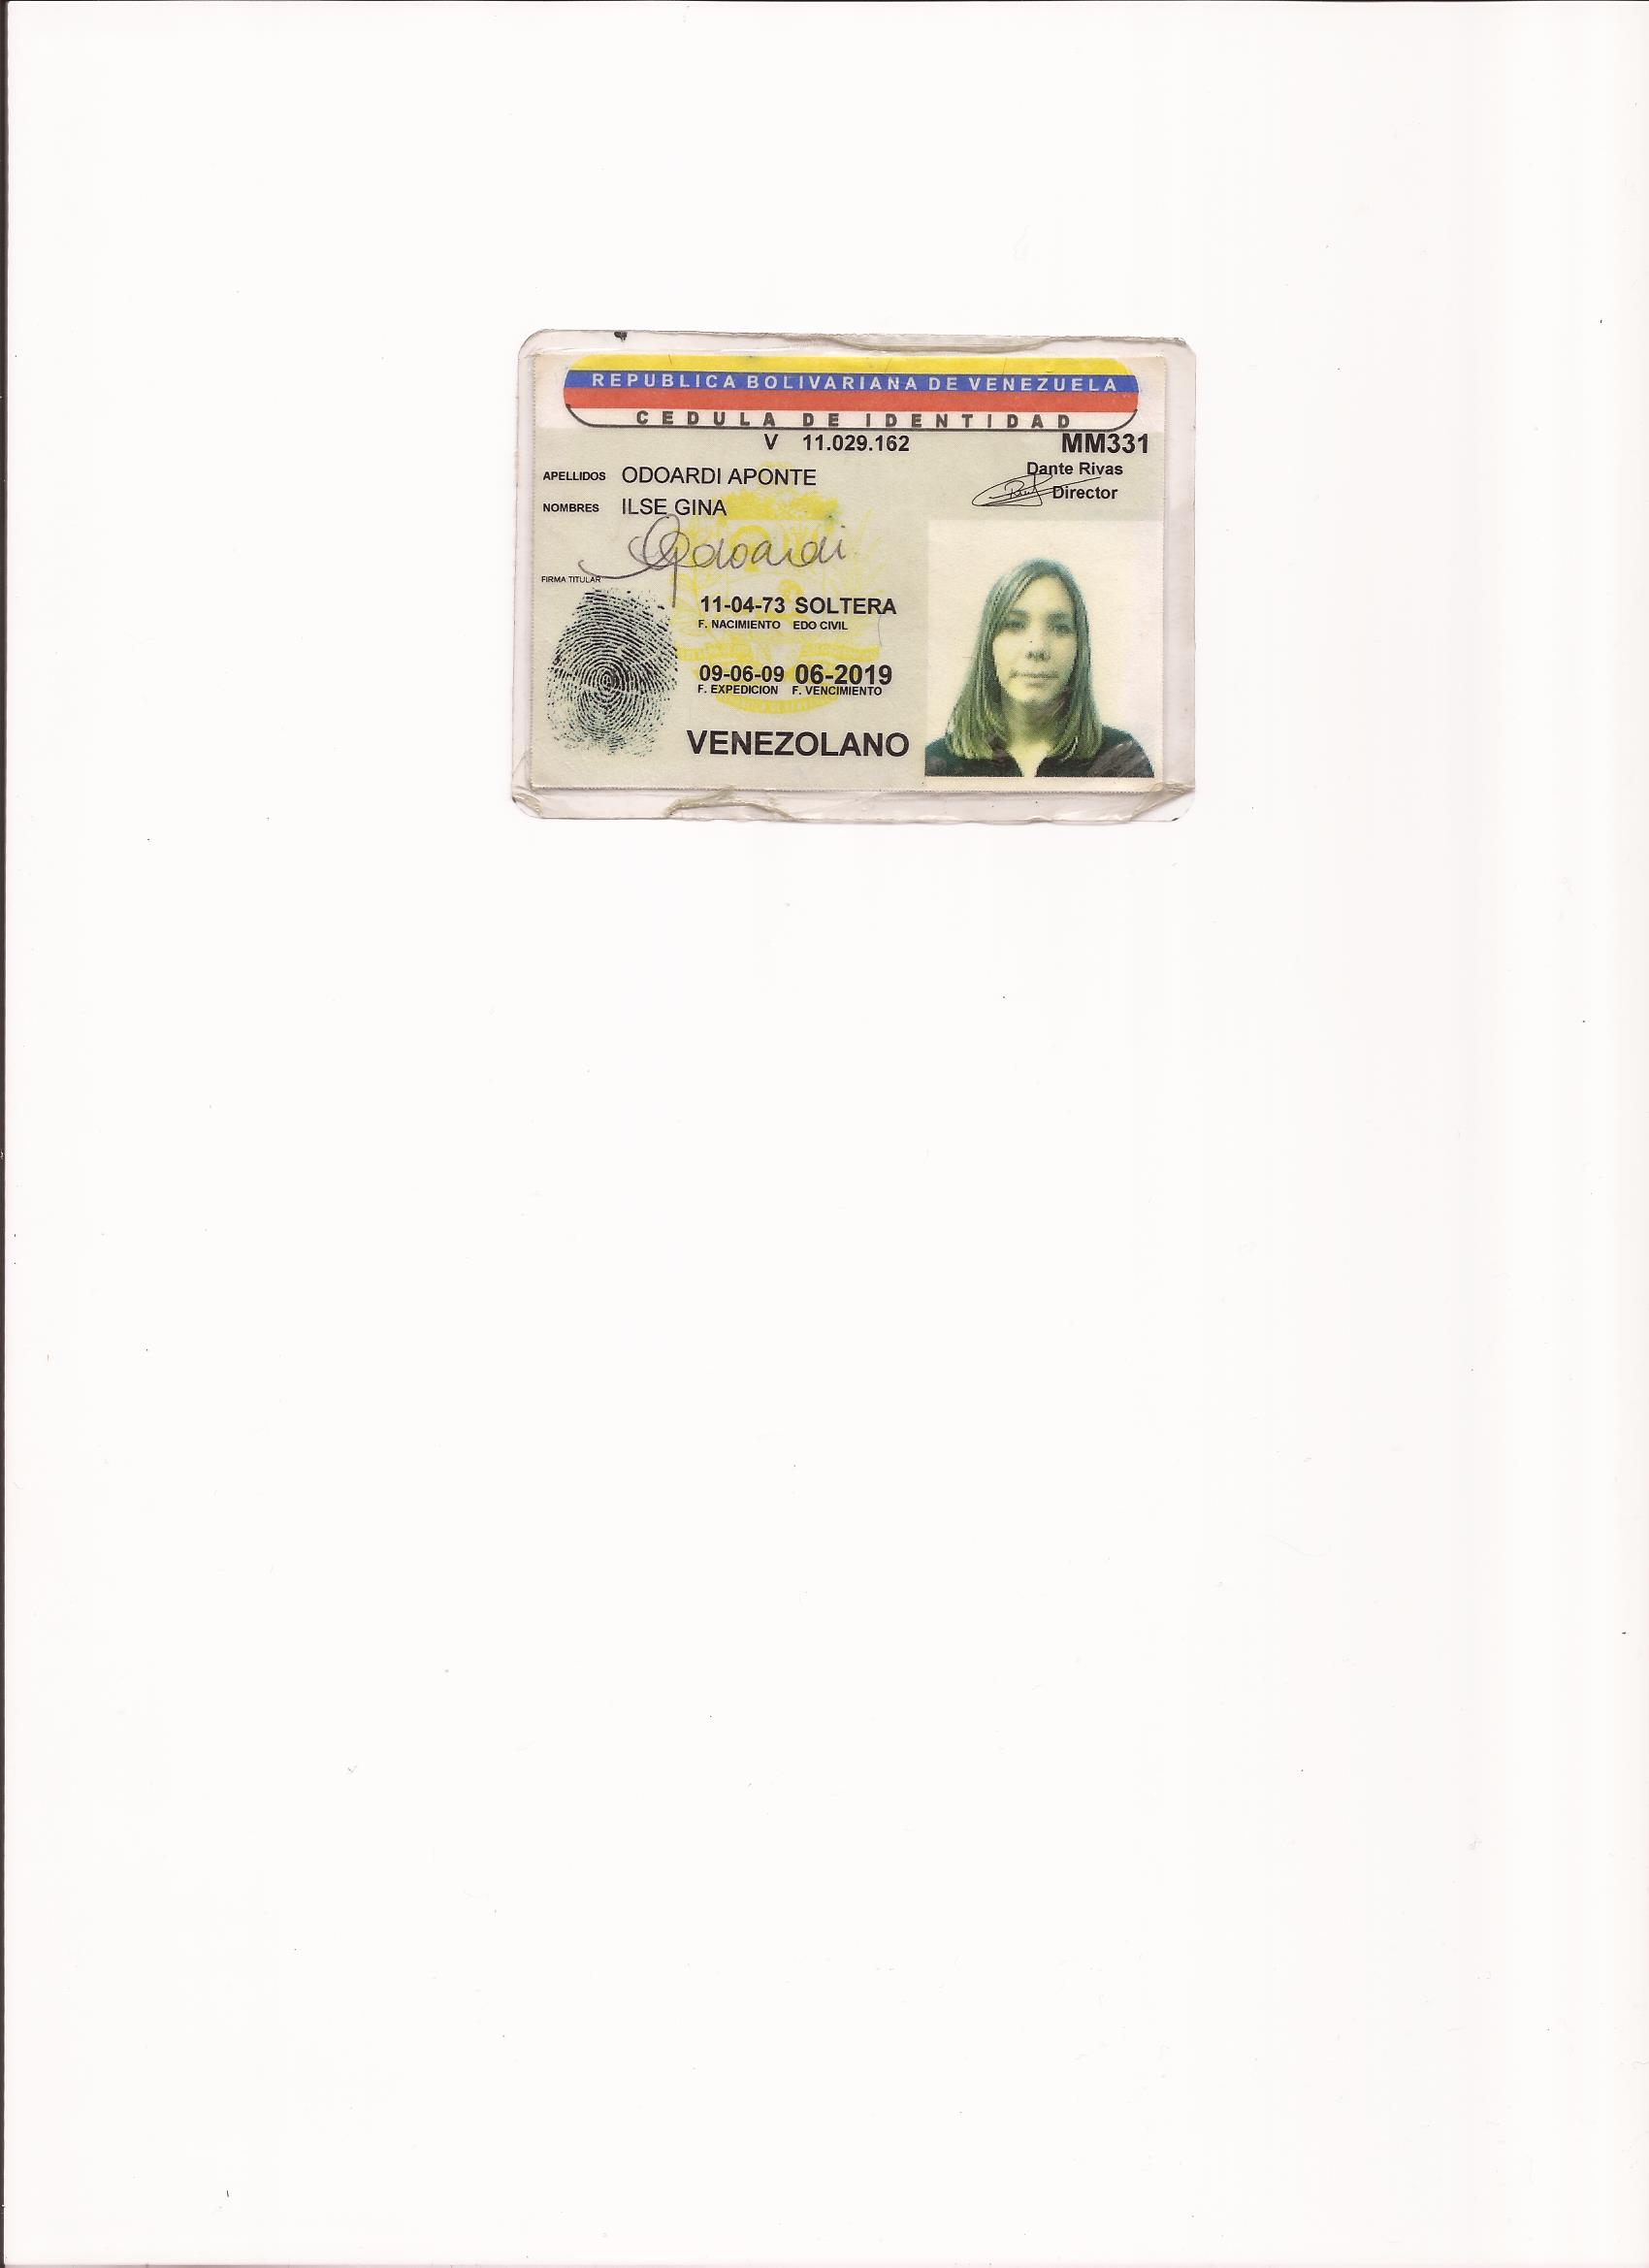 REPUBLICA BOLIVARIANA DE VENEZUELA
CEDULA DE IDENTIDAD
V 11.029.162 MM331
Dante Rivas
Director
APELLIDOS ODOARDI APONTE
NOMBRES ILSE GINA
Odoardi
FIRMA TITULAR
11-04-73 SOLTERA
F. NACIMIENTO EDO CIVIL
09-06-09 06-2019
F. EXPEDICION F. VENCIMIENTO
VENEZOLANO